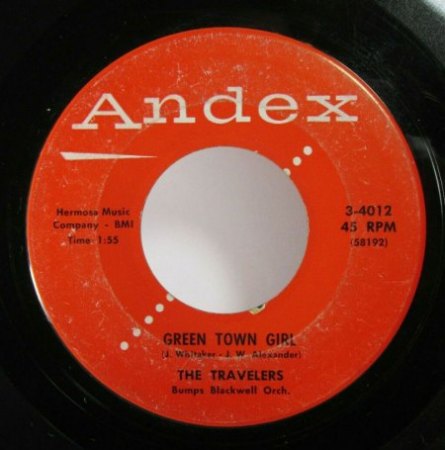 Andex
Hermosa Music
Company - BMI
Time 1:55
3-4012
45 RPM
(58192)
GREEN TOWN GIRL
(J. Whitaker - J. W. Alexander)
THE TRAVELERS
Bumps Blackwell Orch.